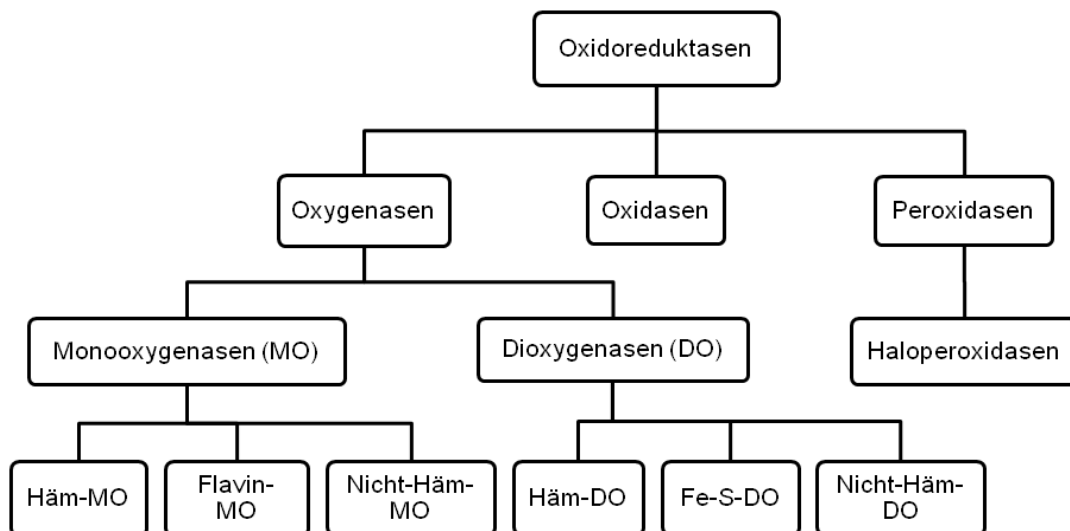 Oxidoreduktasen
Oxygenasen
Oxidasen
Peroxidasen
Monooxygenasen (MO)
Dioxygenasen (DO)
Haloperoxidasen
Häm-MO
Flavin-
MO
Nicht-Häm-
MO
Häm-DO
Fe-S-DO
Nicht-Häm-
DO